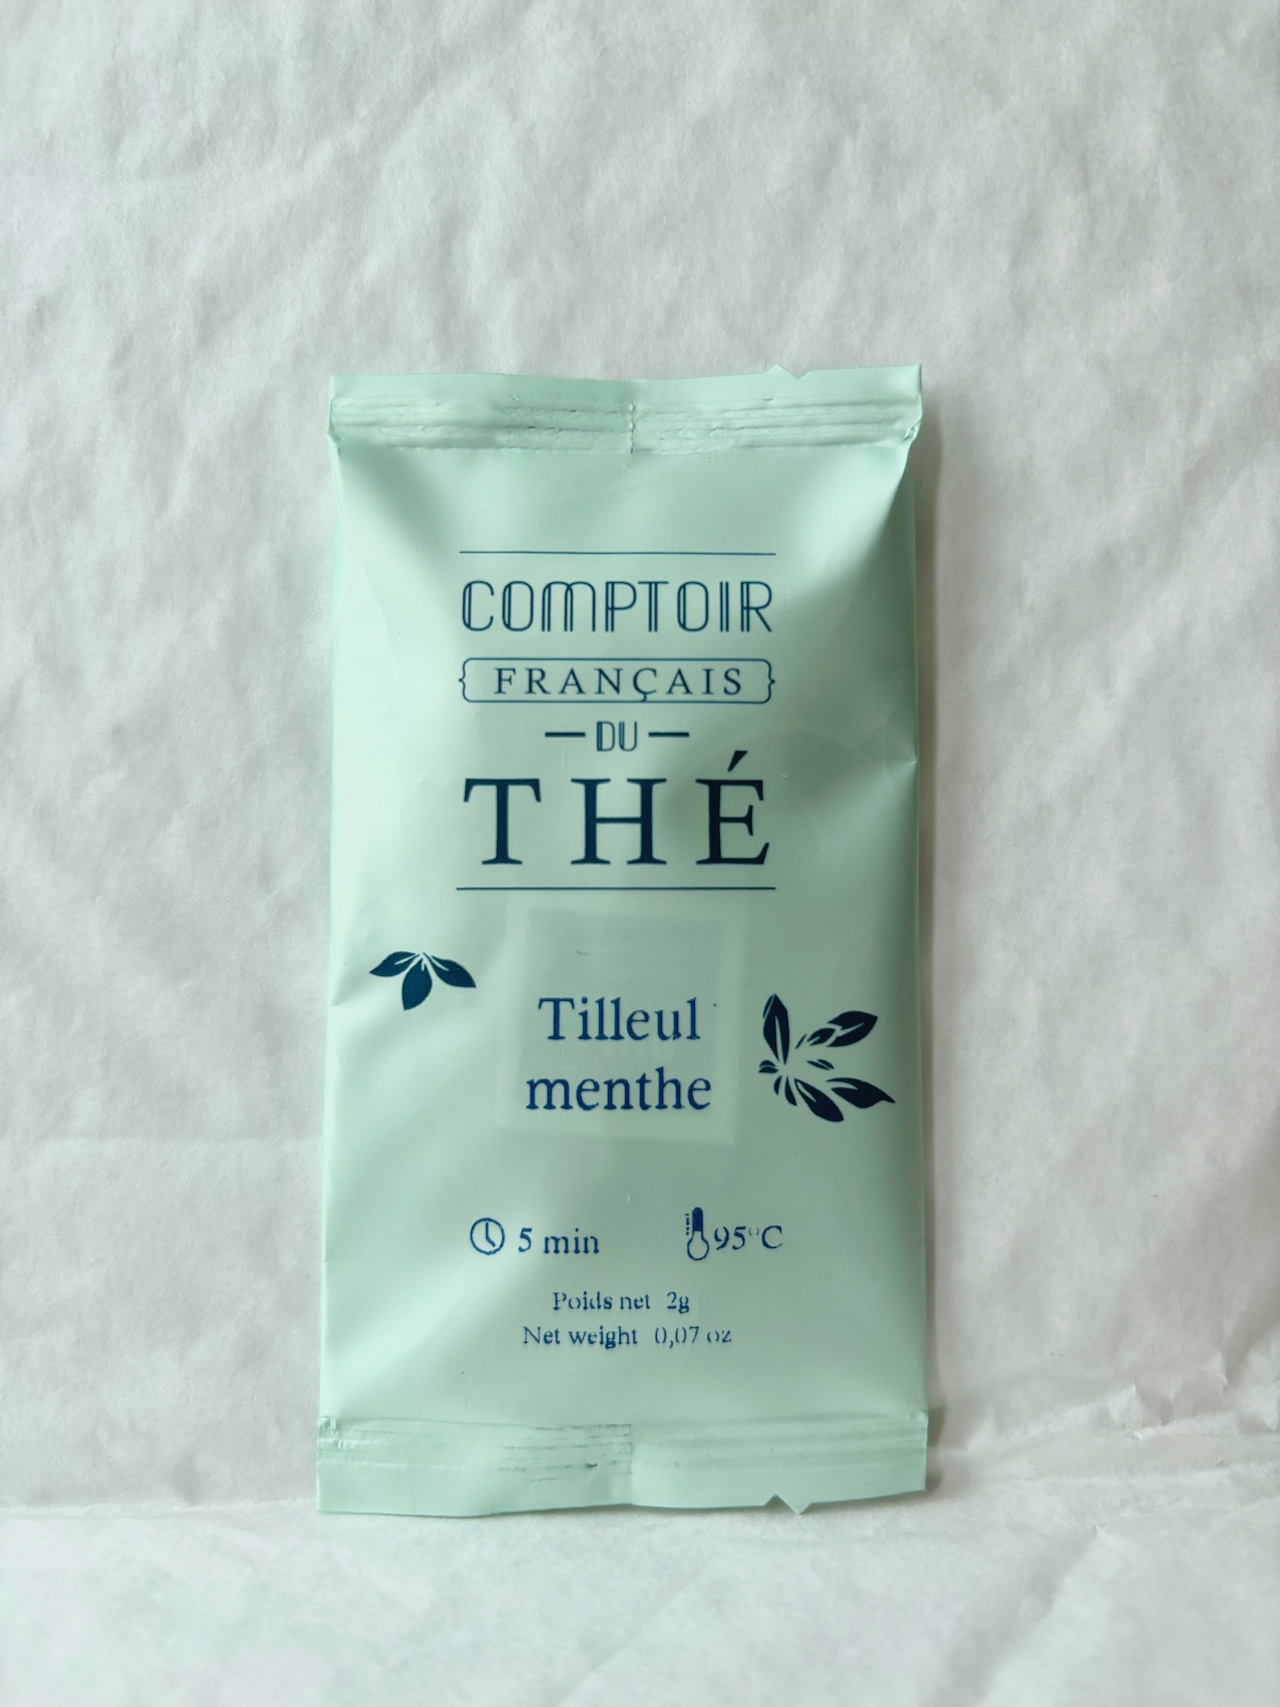 COMPTOIR
FRANÇAIS
DU
THÉ
Tilleul
menthe
5 min 95°C
Poids net 2g
Net weight 0,07 oz